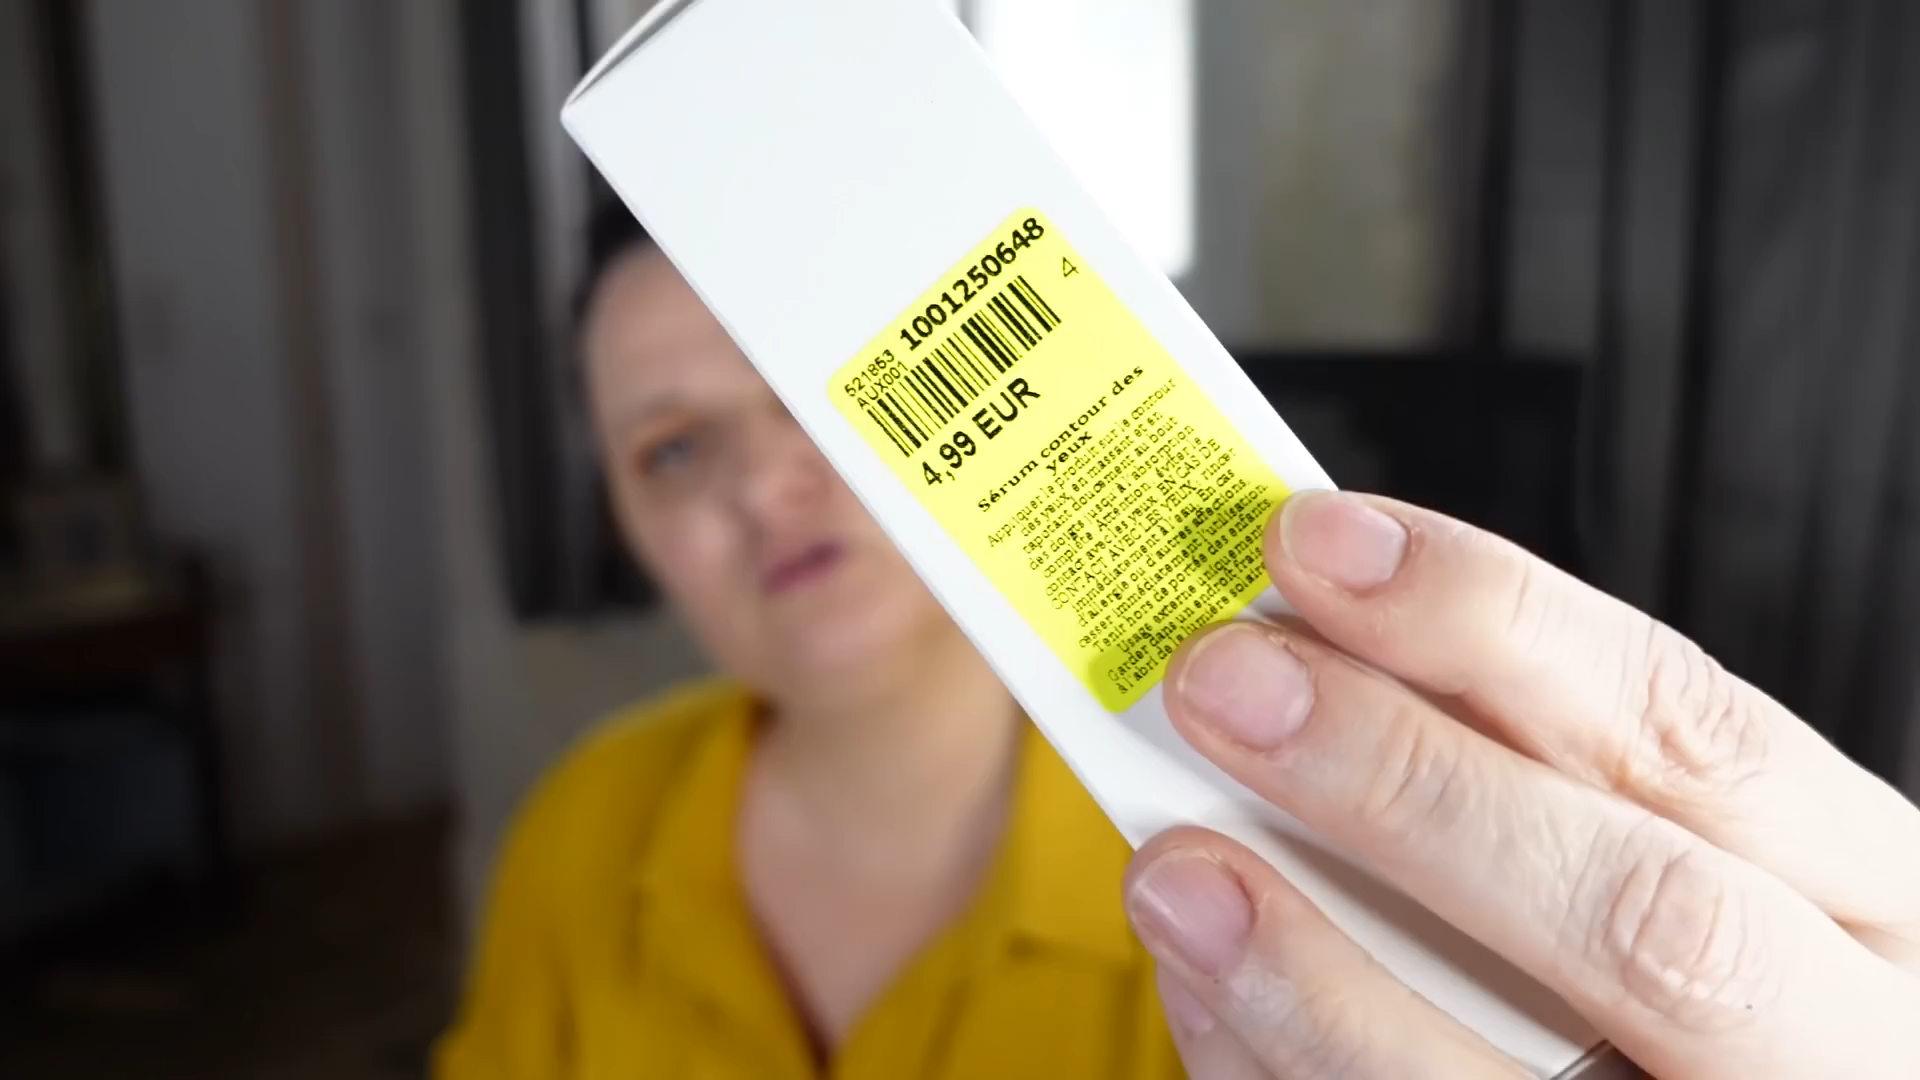 1001250648
521853
AUX001
4
4,99 EUR
Sérum contour des
yeux
Appliquer le produit sur le contour
des yeux, en massant et en
tapotant doucement au bout
des doigts jusqu'à l'absorption
complète. Attention, éviter le
contact avec les yeux. EN CAS DE
CONTACT AVEC LES YEUX: rincer
immédiatement à l'eau. En cas
d'allergie ou d'autres affections,
cesser immédiatement l'utilisation.
Tenir hors de portée des enfants.
Usage externe uniquement.
Garder dans un endroit frais,
à l'abri de la lumière solaire